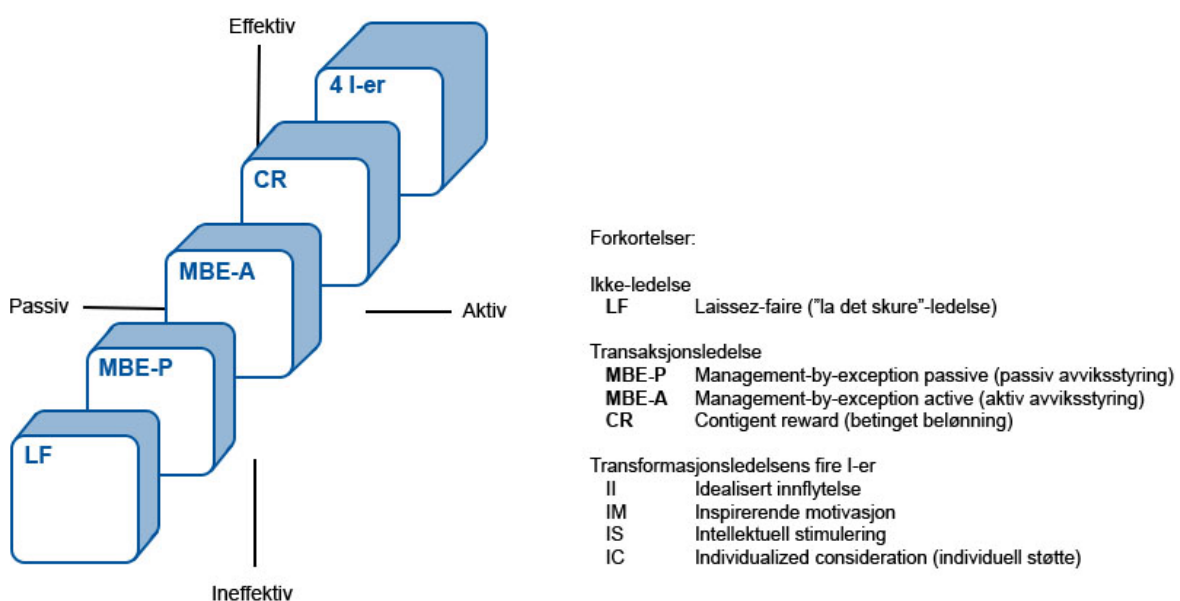 Effektiv
4 I-er
CR
MBE-A
Passiv
Aktiv
MBE-P
LF
Ineffektiv
Forkortelser:
Ikke-ledelse
LF Laissez-faire ("la det skure"-ledelse)
Transaksjonsledelse
MBE-P Management-by-exception passive (passiv avviksstyring)
MBE-A Management-by-exception active (aktiv avviksstyring)
CR Contigent reward (betinget belønning)
Transformasjonsledelsens fire I-er
II Idealisert innflytelse
IM Inspirerende motivasjon
IS Intellektuell stimulering
IC Individualized consideration (individuell støtte)